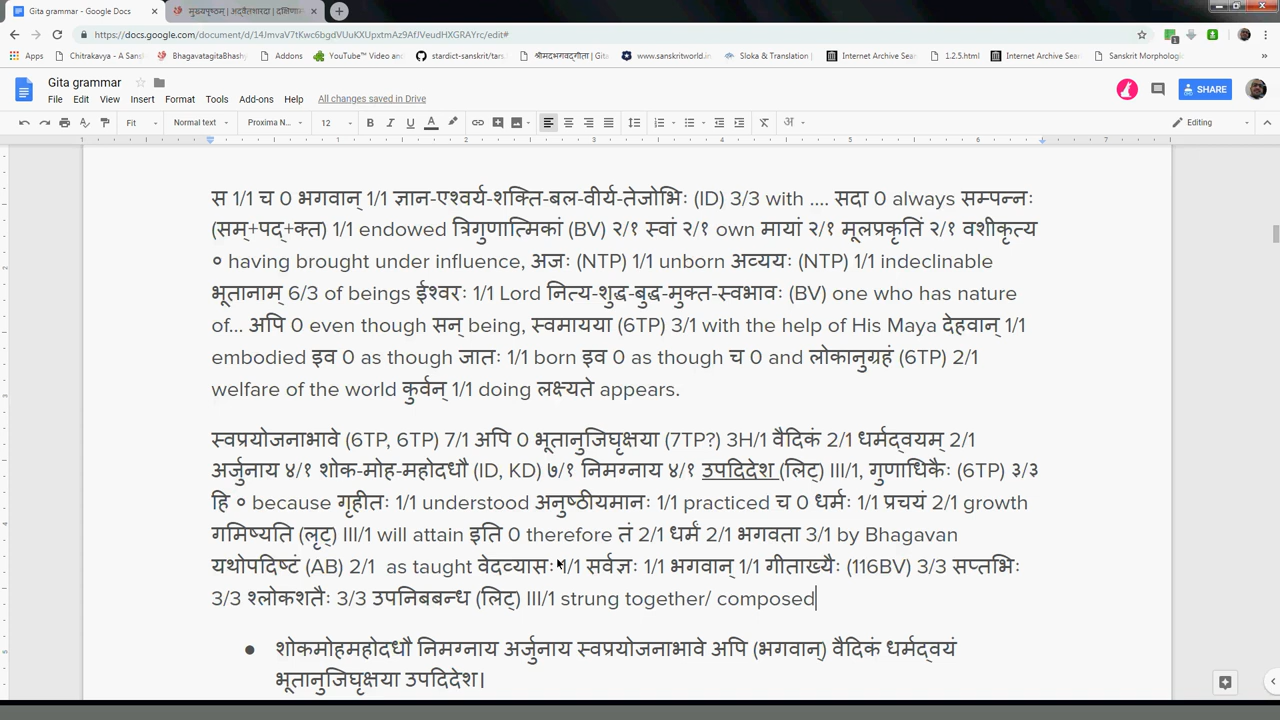 Gita grammar - Google Docs
मुख्यपृष्ठम् | अद्वैतशारदा | दक्षिणाम
https://docs.google.com/document/d/14JmvaV7tKwc6bgdVUuKXUpxtmAz9AfJVeudHXGRAYrc/edit#
Apps Chitrakavya - A De BhagavatagitaBhashy Addons YouTube™ Video and stardict-sanskrit/tars श्रीमदभगवद्गीता | Git www.sanskritworld.in Sloka & Translation | Internet Archive Sear Internet Archive Sear 1.2.5.html Sanskrit Morphologi
Gita grammar
SHARE
File Edit View Insert Format Tools Add-ons Help All changes saved in Drive
Fit Normal text Proxima N... 12 Editing
1 2 3 4 5 6 7
स 1/1 च 0 भगवान् 1/1 ज्ञान-एश्वर्य-शक्ति-बल-वीर्य-तेजोभिः (ID) 3/3 with .... सदा 0 always सम्पन्नः
(सम्+पद्+क्त) 1/1 endowed त्रिगुणात्मिकां (BV) २/१ स्वां २/१ own मायां २/१ मूलप्रकृतिं २/१ वशीकृत्य
० having brought under influence, अजः (NTP) 1/1 unborn अव्ययः (NTP) 1/1 indeclinable
भूतानाम् 6/3 of beings ईश्वरः 1/1 Lord नित्य-शुद्ध-बुद्ध-मुक्त-स्वभावः (BV) one who has nature
of... अपि 0 even though सन् being, स्वमायया (6TP) 3/1 with the help of His Maya देहवान् 1/1
embodied इव 0 as though जातः 1/1 born इव 0 as though च 0 and लोकानुग्रहं (6TP) 2/1
welfare of the world कुर्वन् 1/1 doing लक्ष्यते appears.
स्वप्रयोजनाभावे (6TP, 6TP) 7/1 अपि 0 भूतानुजिघृक्षया (7TP?) 3H/1 वैदिकं 2/1 धर्मद्वयम् 2/1
अर्जुनाय ४/१ शोक-मोह-महोदधौ (ID, KD) ७/१ निमग्नाय ४/१ उपदिदेश (लिट्) III/1, गुणाधिकैः (6TP) ३/३
हि ० because गृहीतः 1/1 understood अनुष्ठीयमानः 1/1 practiced च 0 धर्मः 1/1 प्रचयं 2/1 growth
गमिष्यति (लृट्) III/1 will attain इति 0 therefore तं 2/1 धर्मं 2/1 भगवता 3/1 by Bhagavan
यथोपदिष्टं (AB) 2/1 as taught वेदव्यासः 1/1 सर्वज्ञः 1/1 भगवान् 1/1 गीताख्यैः (116BV) 3/3 सप्तभिः
3/3 श्लोकशतैः 3/3 उपनिबबन्ध (लिट्) III/1 strung together/ composed
● शोकमोहमहोदधौ निमग्नाय अर्जुनाय स्वप्रयोजनाभावे अपि (भगवान्) वैदिकं धर्मद्वयं
भूतानुजिघृक्षया उपदिदेश।